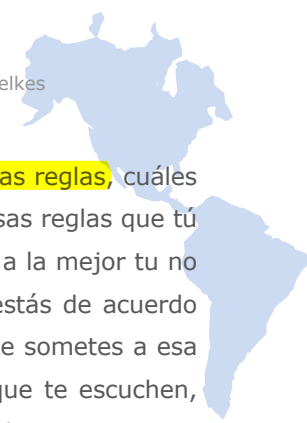 elkes
as reglas, cuáles
sas reglas que tú
a la mejor tu no
estás de acuerdo
te sometes a esa
que te escuchen,